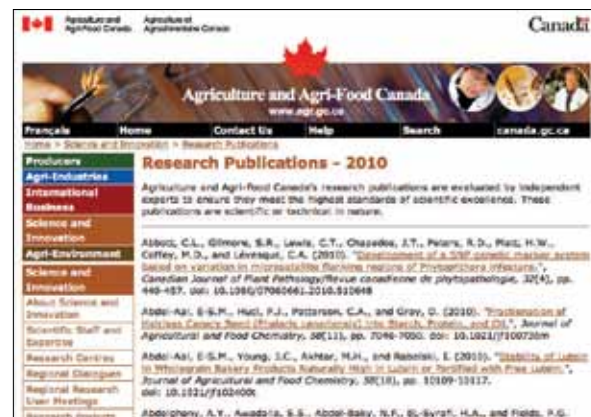 Agriculture and Agri-Food Canada
Agriculture et Agroalimentaire Canada
Canada
Agriculture and Agri-Food Canada
www.agr.gc.ca
Français Home Contact Us Help Search canada.gc.ca
Home > Science and Innovation > Research Publications
Producers
Agri-Industries
International
Business
Science and
Innovation
Agri-Environment
Science and
Innovation
About Science and
Innovation
Scientific Staff and
Expertise
Research Centres
Regional Dialogues
Regional Research
User Meetings
Research Publications - 2010
Agriculture and Agri-Food Canada's research publications are evaluated by independent
experts to ensure they meet the highest standards of scientific excellence. These
publications are scientific or technical in nature.
Abbott, C.L., Gilmore, S.R., Lewis, C.T., Chapados, J.T., Peters, R.D., Platt, H.W.,
Coffey, M.D., and Lévesque, C.A. (2010). "Development of a SNP genetic marker system
based on variation in microsatellite flanking regions of Phytophthora infestans.",
Canadian Journal of Plant Pathology/Revue canadienne de phytopathologie, 32(4), pp.
440-457. doi: 10.1080/07060661.2010.510648
Abdel-Aal, E-S.M., Hucl, P.J., Patterson, C.A., and Gray, D. (2010). "Fractionation of
Hairless Canary Seed (Phalaris canariensis) into Starch, Protein, and Oil.", Journal of
Agricultural and Food Chemistry, 58(11), pp. 7046-7050. doi: 10.1021/jf100736m
Abdel-Aal, E-S.M., Young, J.C., Akhtar, H.H., and Rabalski, I. (2010). "Stability of Lutein
in Wholegrain Bakery Products Naturally High in Lutein or Fortified with Free Lutein.",
Journal of Agricultural and Food Chemistry, 58(18), pp. 10109-10117.
doi: 10.1021/jf102400t
Abdelghany, A.Y., Awadalla, S.S., Abdel-Baky, N.F., EL-Syrafi, H.A., and Fields, P.G.